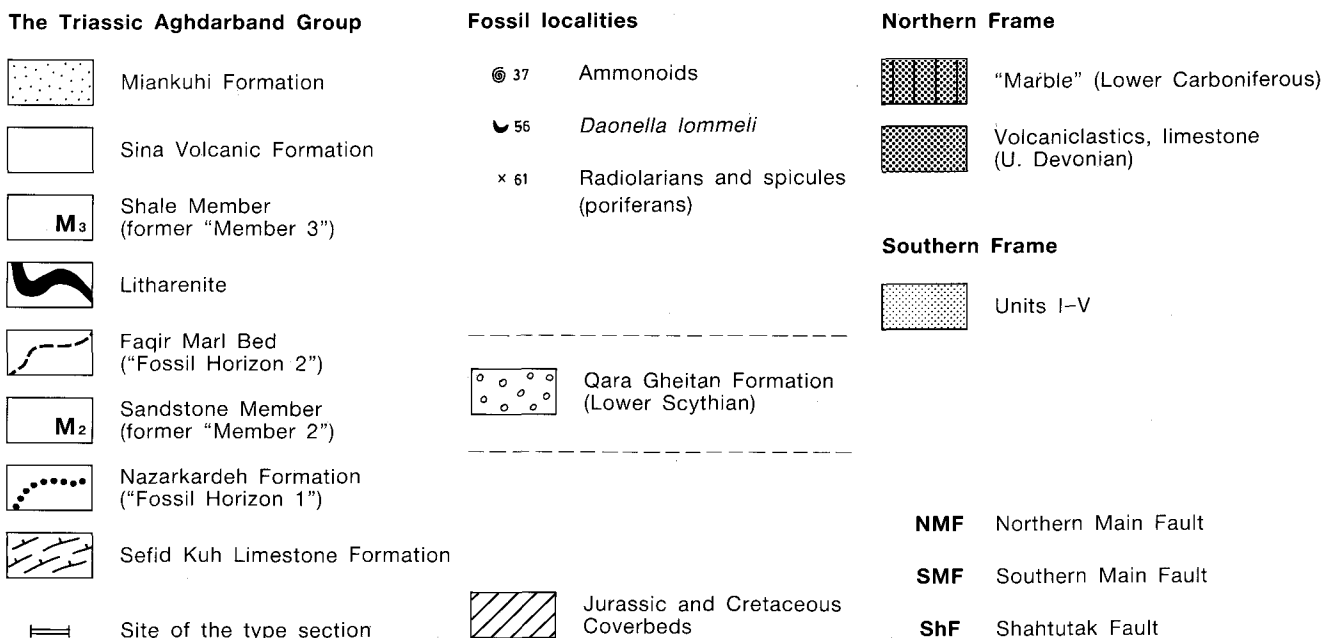 The Triassic Aghdarband Group
Miankuhi Formation
Sina Volcanic Formation
M3
Shale Member
(former "Member 3")
Litharenite
Faqir Marl Bed
("Fossil Horizon 2")
M2
Sandstone Member
(former "Member 2")
Nazarkardeh Formation
("Fossil Horizon 1")
Sefid Kuh Limestone Formation
Site of the type section
Fossil localities
37 Ammonoids
56 Daonella lommeli
61 Radiolarians and spicules
(poriferans)
Qara Gheitan Formation
(Lower Scythian)
Jurassic and Cretaceous
Coverbeds
Northern Frame
"Marble" (Lower Carboniferous)
Volcaniclastics, limestone
(U. Devonian)
Southern Frame
Units I–V
NMF Northern Main Fault
SMF Southern Main Fault
ShF Shahtutak Fault